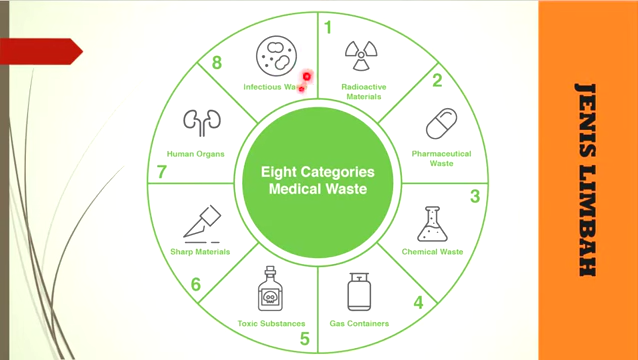 1
Radioactive
Materials
2
Pharmaceutical
Waste
3
Chemical Waste
4
Gas Containers
5
Toxic Substances
6
Sharp Materials
7
Human Organs
8
Infectious
Eight Categories
Medical Waste
JENIS LIMBAH